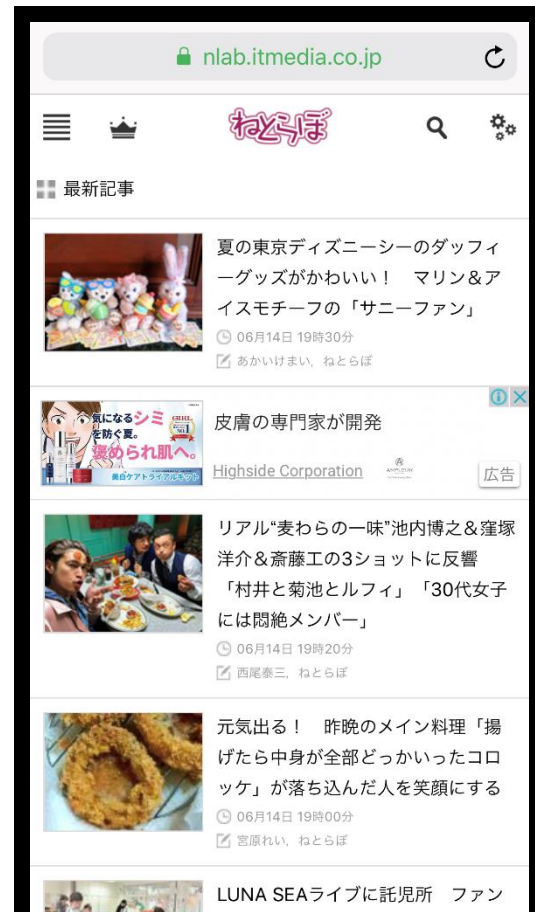 nlab.itmedia.co.jp
ねとらぼ
最新記事
夏の東京ディズニーシーのダッフィ
ーグッズがかわいい！　マリン＆ア
イスモチーフの「サニーファン」
06月14日 19時30分
あかいけまい，ねとらぼ
気になるシミ
を防ぐ夏。
褒められ肌へ。
美白ケアトライアルキット
皮膚の専門家が開発
Highside Corporation
広告
リアル“麦わらの一味”池内博之＆窪塚
洋介＆斎藤工の3ショットに反響
「村井と菊池とルフィ」「30代女子
には悶絶メンバー」
06月14日 19時20分
西尾泰三，ねとらぼ
元気出る！　昨晩のメイン料理「揚
げたら中身が全部どっかいったコロ
ッケ」が落ち込んだ人を笑顔にする
06月14日 19時00分
宮原れい，ねとらぼ
LUNA SEAライブに託児所　ファン